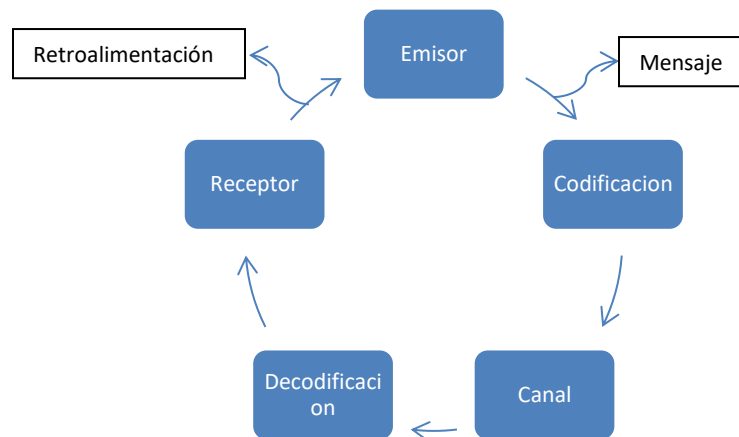 Retroalimentación
Emisor
Mensaje
Receptor
Codificacion
Decodificaci
on
Canal